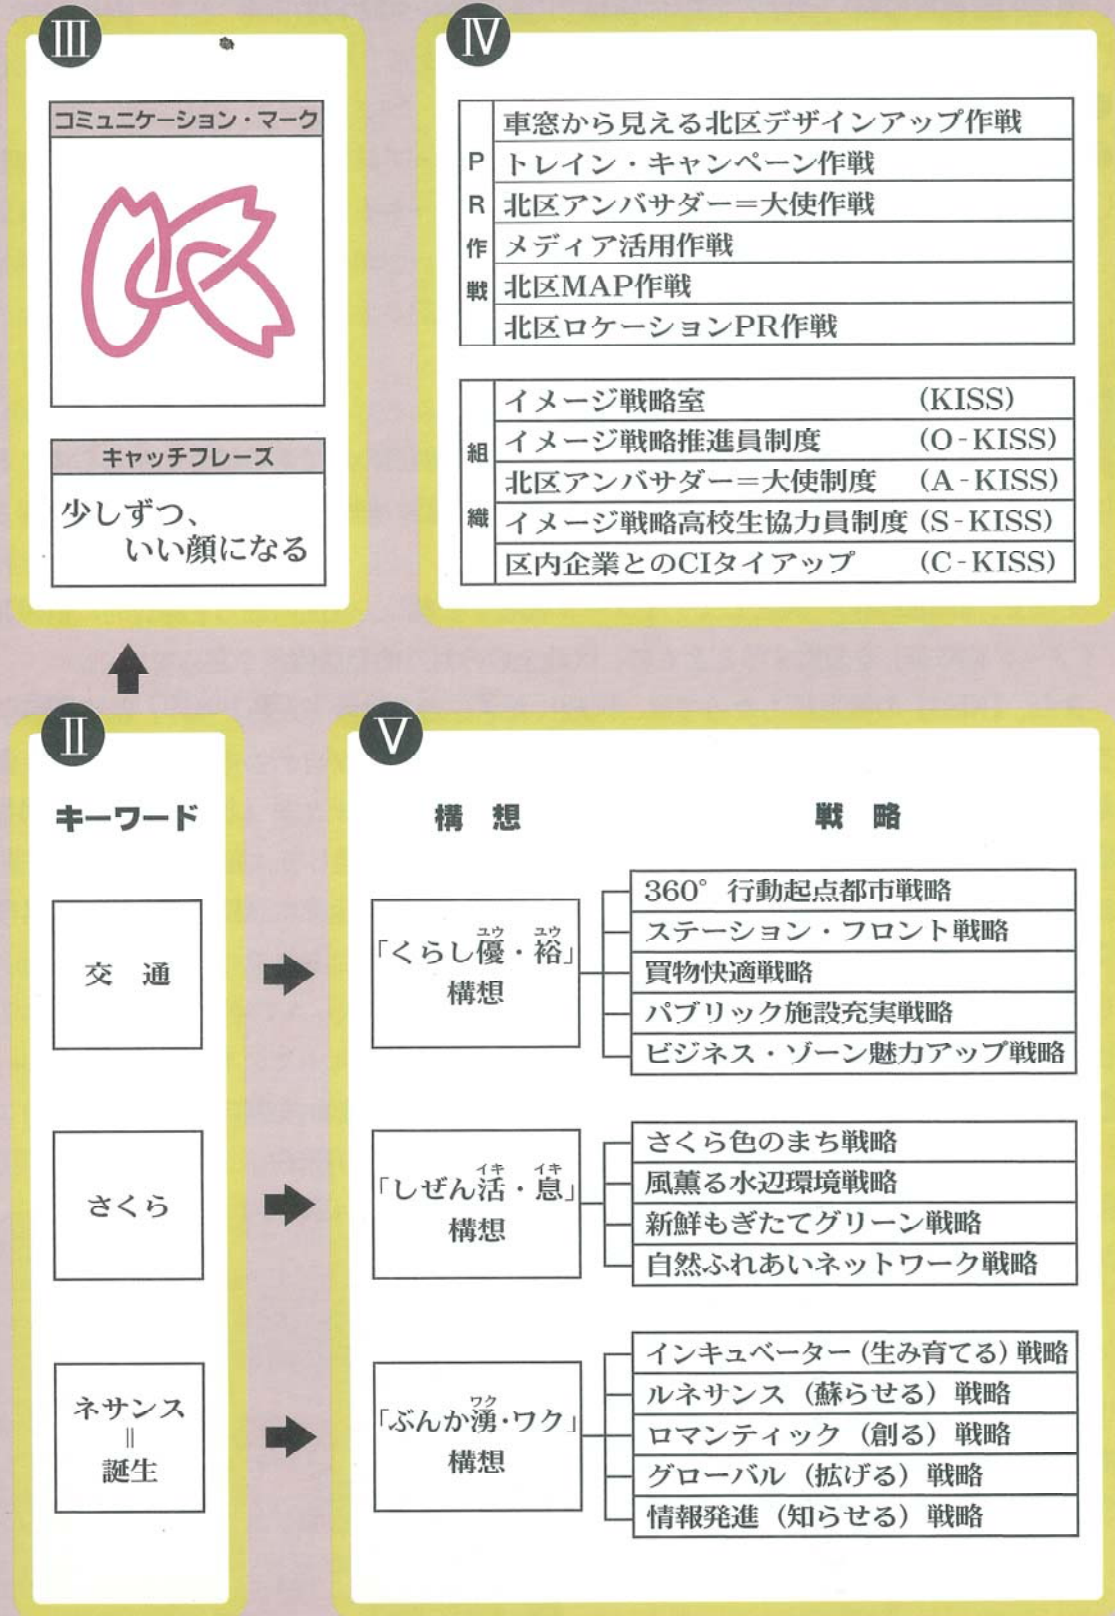 Ⅲ
コミュニケーション・マーク
キャッチフレーズ
少しずつ、
いい顔になる
Ⅳ
PR作戦
車窓から見える北区デザインアップ作戦
トレイン・キャンペーン作戦
北区アンバサダー＝大使作戦
メディア活用作戦
北区MAP作戦
北区ロケーションPR作戦
組織
イメージ戦略室 (KISS)
イメージ戦略推進員制度 (O-KISS)
北区アンバサダー＝大使制度 (A-KISS)
イメージ戦略高校生協力員制度 (S-KISS)
区内企業とのCIタイアップ (C-KISS)
Ⅱ
キーワード
交 通
さくら
ネサンス
||
誕生
Ⅴ
構 想
戦 略
ユウ ユウ
「くらし優・裕」
構想
360° 行動起点都市戦略
ステーション・フロント戦略
買物快適戦略
パブリック施設充実戦略
ビジネス・ゾーン魅力アップ戦略
イキ イキ
「しぜん活・息」
構想
さくら色のまち戦略
風薫る水辺環境戦略
新鮮もぎたてグリーン戦略
自然ふれあいネットワーク戦略
ワク
「ぶんか湧・ワク」
構想
インキュベーター（生み育てる）戦略
ルネサンス（蘇らせる）戦略
ロマンティック（創る）戦略
グローバル（拡げる）戦略
情報発進（知らせる）戦略